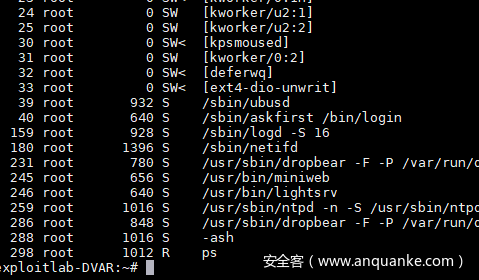 24 root 0 SW [kworker/u2:1]
26 root 0 SW [kworker/u2:2]
30 root 0 SW< [kpsmoused]
31 root 0 SW [kworker/0:2]
32 root 0 SW< [deferwq]
33 root 0 SW< [ext4-dio-unwrit]
39 root 932 S /sbin/ubusd
40 root 640 S /sbin/askfirst /bin/login
159 root 928 S /sbin/logd -S 16
180 root 1396 S /sbin/netifd
231 root 780 S /usr/sbin/dropbear -F -P /var/run/d
245 root 656 S /usr/bin/miniweb
246 root 640 S /usr/bin/lightsrv
259 root 1016 S /usr/sbin/ntpd -n -S /usr/sbin/ntpd
286 root 848 S /usr/sbin/dropbear -F -P /var/run/d
288 root 1016 S -ash
298 root 1012 R ps
exploitlab-DVAR:~#
安全客（www.anquanke.com）